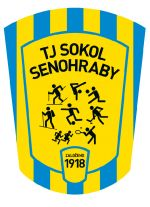 TJ SOKOL
SENOHRABY
ZALOŽENO
1918